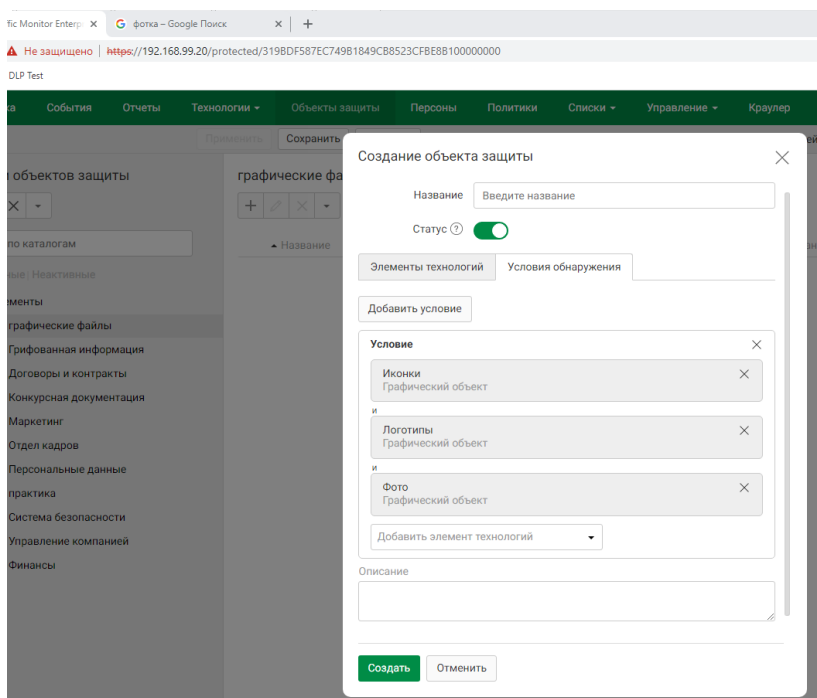 fic Monitor Enterp
фотка – Google Поиск
Не защищено
https://192.168.99.20/protected/319BDF587EC749B1849CB8523CFBE8B100000000
DLP Test
События Отчеты Технологии Объекты защиты Персоны Политики Списки Управление Краулер
Применить Сохранить
Создание объекта защиты
объектов защиты
графические фа
Название Введите название
Статус ?
по каталогам
Название
Неактивные
Элементы технологий Условия обнаружения
графические файлы
Грифованная информация
Договоры и контракты
Конкурсная документация
Маркетинг
Отдел кадров
Персональные данные
практика
Система безопасности
Управление компанией
Финансы
Добавить условие
Условие
Иконки
Графический объект
и
Логотипы
Графический объект
и
Фото
Графический объект
Добавить элемент технологий
Описание
Создать Отменить